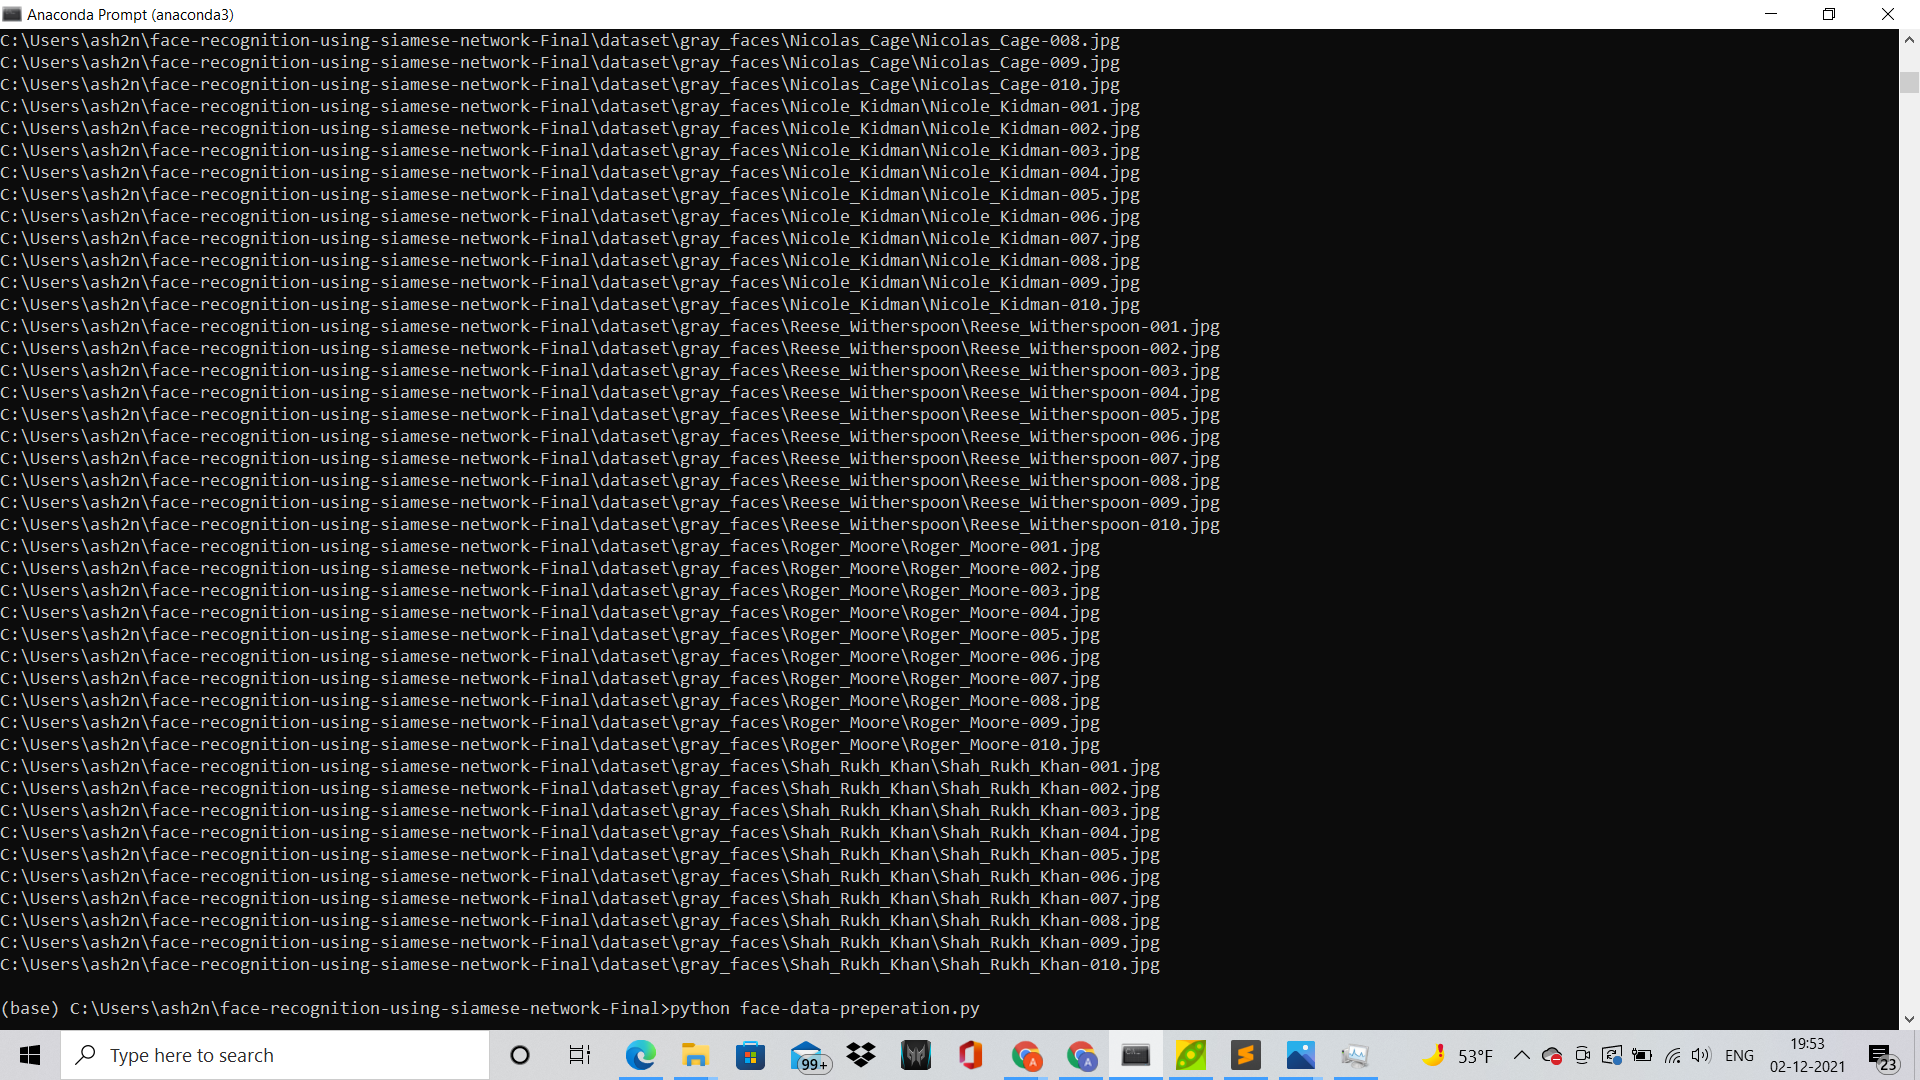 Anaconda Prompt (anaconda3)
C:\Users\ash2n\face-recognition-using-siamese-network-Final\dataset\gray_faces\Nicolas_Cage\Nicolas_Cage-008.jpg
C:\Users\ash2n\face-recognition-using-siamese-network-Final\dataset\gray_faces\Nicolas_Cage\Nicolas_Cage-009.jpg
C:\Users\ash2n\face-recognition-using-siamese-network-Final\dataset\gray_faces\Nicolas_Cage\Nicolas_Cage-010.jpg
C:\Users\ash2n\face-recognition-using-siamese-network-Final\dataset\gray_faces\Nicole_Kidman\Nicole_Kidman-001.jpg
C:\Users\ash2n\face-recognition-using-siamese-network-Final\dataset\gray_faces\Nicole_Kidman\Nicole_Kidman-002.jpg
C:\Users\ash2n\face-recognition-using-siamese-network-Final\dataset\gray_faces\Nicole_Kidman\Nicole_Kidman-003.jpg
C:\Users\ash2n\face-recognition-using-siamese-network-Final\dataset\gray_faces\Nicole_Kidman\Nicole_Kidman-004.jpg
C:\Users\ash2n\face-recognition-using-siamese-network-Final\dataset\gray_faces\Nicole_Kidman\Nicole_Kidman-005.jpg
C:\Users\ash2n\face-recognition-using-siamese-network-Final\dataset\gray_faces\Nicole_Kidman\Nicole_Kidman-006.jpg
C:\Users\ash2n\face-recognition-using-siamese-network-Final\dataset\gray_faces\Nicole_Kidman\Nicole_Kidman-007.jpg
C:\Users\ash2n\face-recognition-using-siamese-network-Final\dataset\gray_faces\Nicole_Kidman\Nicole_Kidman-008.jpg
C:\Users\ash2n\face-recognition-using-siamese-network-Final\dataset\gray_faces\Nicole_Kidman\Nicole_Kidman-009.jpg
C:\Users\ash2n\face-recognition-using-siamese-network-Final\dataset\gray_faces\Nicole_Kidman\Nicole_Kidman-010.jpg
C:\Users\ash2n\face-recognition-using-siamese-network-Final\dataset\gray_faces\Reese_Witherspoon\Reese_Witherspoon-001.jpg
C:\Users\ash2n\face-recognition-using-siamese-network-Final\dataset\gray_faces\Reese_Witherspoon\Reese_Witherspoon-002.jpg
C:\Users\ash2n\face-recognition-using-siamese-network-Final\dataset\gray_faces\Reese_Witherspoon\Reese_Witherspoon-003.jpg
C:\Users\ash2n\face-recognition-using-siamese-network-Final\dataset\gray_faces\Reese_Witherspoon\Reese_Witherspoon-004.jpg
C:\Users\ash2n\face-recognition-using-siamese-network-Final\dataset\gray_faces\Reese_Witherspoon\Reese_Witherspoon-005.jpg
C:\Users\ash2n\face-recognition-using-siamese-network-Final\dataset\gray_faces\Reese_Witherspoon\Reese_Witherspoon-006.jpg
C:\Users\ash2n\face-recognition-using-siamese-network-Final\dataset\gray_faces\Reese_Witherspoon\Reese_Witherspoon-007.jpg
C:\Users\ash2n\face-recognition-using-siamese-network-Final\dataset\gray_faces\Reese_Witherspoon\Reese_Witherspoon-008.jpg
C:\Users\ash2n\face-recognition-using-siamese-network-Final\dataset\gray_faces\Reese_Witherspoon\Reese_Witherspoon-009.jpg
C:\Users\ash2n\face-recognition-using-siamese-network-Final\dataset\gray_faces\Reese_Witherspoon\Reese_Witherspoon-010.jpg
C:\Users\ash2n\face-recognition-using-siamese-network-Final\dataset\gray_faces\Roger_Moore\Roger_Moore-001.jpg
C:\Users\ash2n\face-recognition-using-siamese-network-Final\dataset\gray_faces\Roger_Moore\Roger_Moore-002.jpg
C:\Users\ash2n\face-recognition-using-siamese-network-Final\dataset\gray_faces\Roger_Moore\Roger_Moore-003.jpg
C:\Users\ash2n\face-recognition-using-siamese-network-Final\dataset\gray_faces\Roger_Moore\Roger_Moore-004.jpg
C:\Users\ash2n\face-recognition-using-siamese-network-Final\dataset\gray_faces\Roger_Moore\Roger_Moore-005.jpg
C:\Users\ash2n\face-recognition-using-siamese-network-Final\dataset\gray_faces\Roger_Moore\Roger_Moore-006.jpg
C:\Users\ash2n\face-recognition-using-siamese-network-Final\dataset\gray_faces\Roger_Moore\Roger_Moore-007.jpg
C:\Users\ash2n\face-recognition-using-siamese-network-Final\dataset\gray_faces\Roger_Moore\Roger_Moore-008.jpg
C:\Users\ash2n\face-recognition-using-siamese-network-Final\dataset\gray_faces\Roger_Moore\Roger_Moore-009.jpg
C:\Users\ash2n\face-recognition-using-siamese-network-Final\dataset\gray_faces\Roger_Moore\Roger_Moore-010.jpg
C:\Users\ash2n\face-recognition-using-siamese-network-Final\dataset\gray_faces\Shah_Rukh_Khan\Shah_Rukh_Khan-001.jpg
C:\Users\ash2n\face-recognition-using-siamese-network-Final\dataset\gray_faces\Shah_Rukh_Khan\Shah_Rukh_Khan-002.jpg
C:\Users\ash2n\face-recognition-using-siamese-network-Final\dataset\gray_faces\Shah_Rukh_Khan\Shah_Rukh_Khan-003.jpg
C:\Users\ash2n\face-recognition-using-siamese-network-Final\dataset\gray_faces\Shah_Rukh_Khan\Shah_Rukh_Khan-004.jpg
C:\Users\ash2n\face-recognition-using-siamese-network-Final\dataset\gray_faces\Shah_Rukh_Khan\Shah_Rukh_Khan-005.jpg
C:\Users\ash2n\face-recognition-using-siamese-network-Final\dataset\gray_faces\Shah_Rukh_Khan\Shah_Rukh_Khan-006.jpg
C:\Users\ash2n\face-recognition-using-siamese-network-Final\dataset\gray_faces\Shah_Rukh_Khan\Shah_Rukh_Khan-007.jpg
C:\Users\ash2n\face-recognition-using-siamese-network-Final\dataset\gray_faces\Shah_Rukh_Khan\Shah_Rukh_Khan-008.jpg
C:\Users\ash2n\face-recognition-using-siamese-network-Final\dataset\gray_faces\Shah_Rukh_Khan\Shah_Rukh_Khan-009.jpg
C:\Users\ash2n\face-recognition-using-siamese-network-Final\dataset\gray_faces\Shah_Rukh_Khan\Shah_Rukh_Khan-010.jpg
(base) C:\Users\ash2n\face-recognition-using-siamese-network-Final>python face-data-preperation.py
Type here to search
99+
A
A
53°F
ENG
19:53
02-12-2021
23